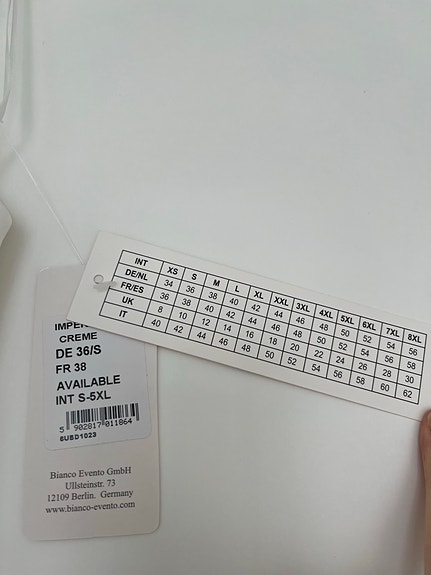 INT XS S M L XL XXL 3XL 4XL 5XL 6XL 7XL 8XL
DE/NL 34 36 38 40 42 44 46 48 50 52 54 56
FR/ES 36 38 40 42 44 46 48 50 52 54 56 58
UK 8 10 12 14 16 18 20 22 24 26 28 30
IT 40 42 44 46 48 50 52 54 56 58 60 62
CREME
DE 36/S
FR 38
AVAILABLE
INT S-5XL
5 902817 011864
6USD1023
Bianco Evento GmbH
Ullsteinstr. 73
12109 Berlin. Germany
www.bianco-evento.com